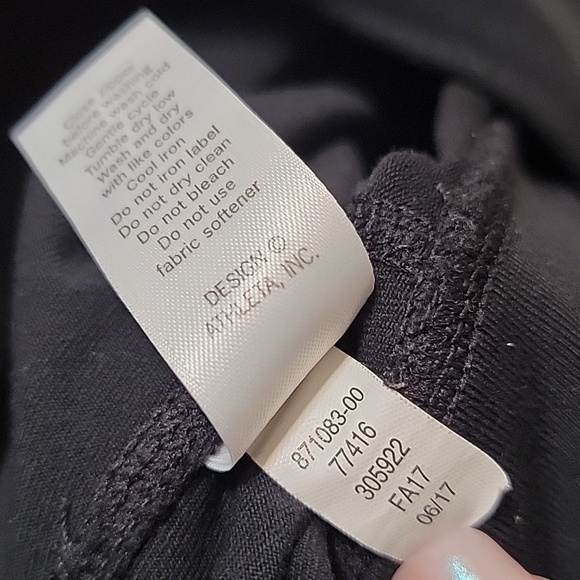 Close zipper
before washing
Machine wash cold
Gentle cycle
Tumble dry low
Wash and dry
with like colors
Cool iron
Do not iron label
Do not dry clean
Do not bleach
Do not use
fabric softener
DESIGN ©
ATHLETA, INC.
871083-00
77416
305922
FA17
06/17